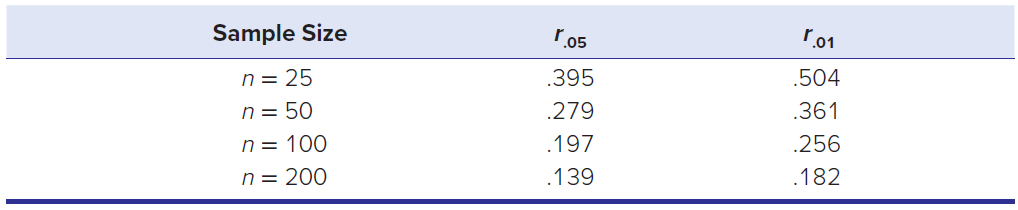 Sample Size r.05 r.01
n = 25 .395 .504
n = 50 .279 .361
n = 100 .197 .256
n = 200 .139 .182